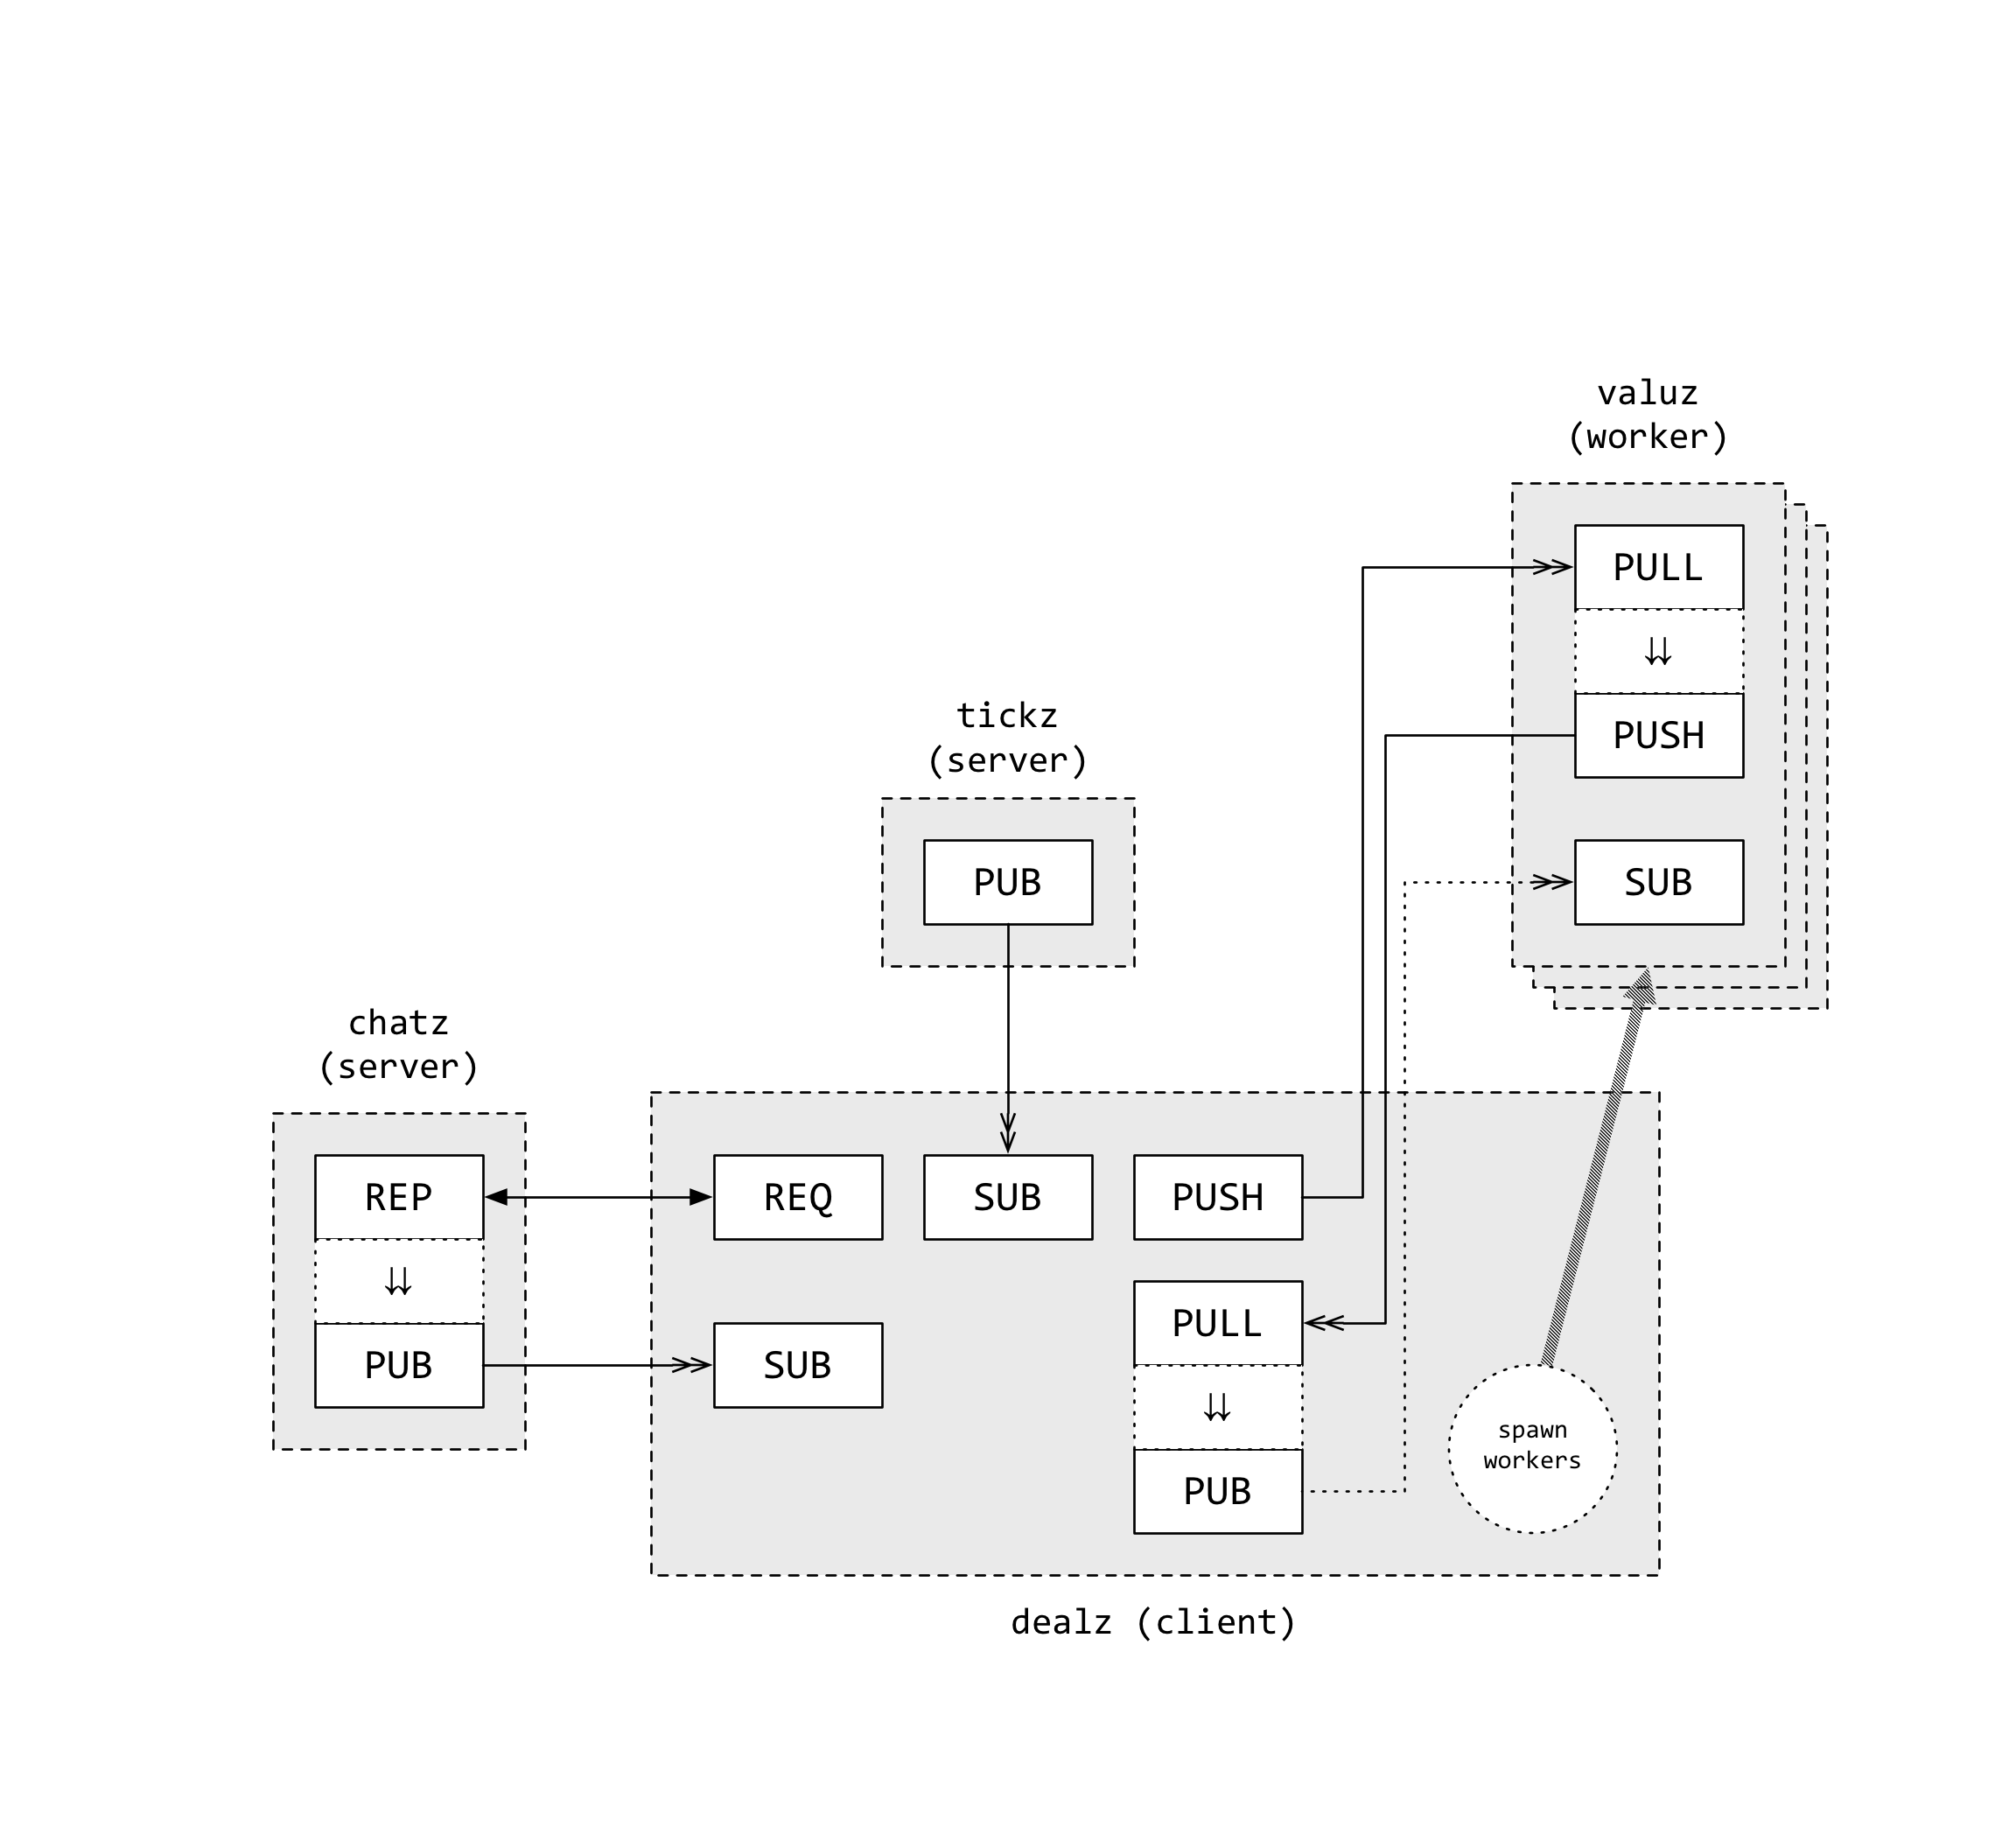 valuz
(worker)
PULL
⇊
PUSH
SUB
tickz
(server)
PUB
chatz
(server)
REP
⇊
PUB
REQ
SUB
PUSH
SUB
PULL
⇊
PUB
spawn
workers
dealz (client)